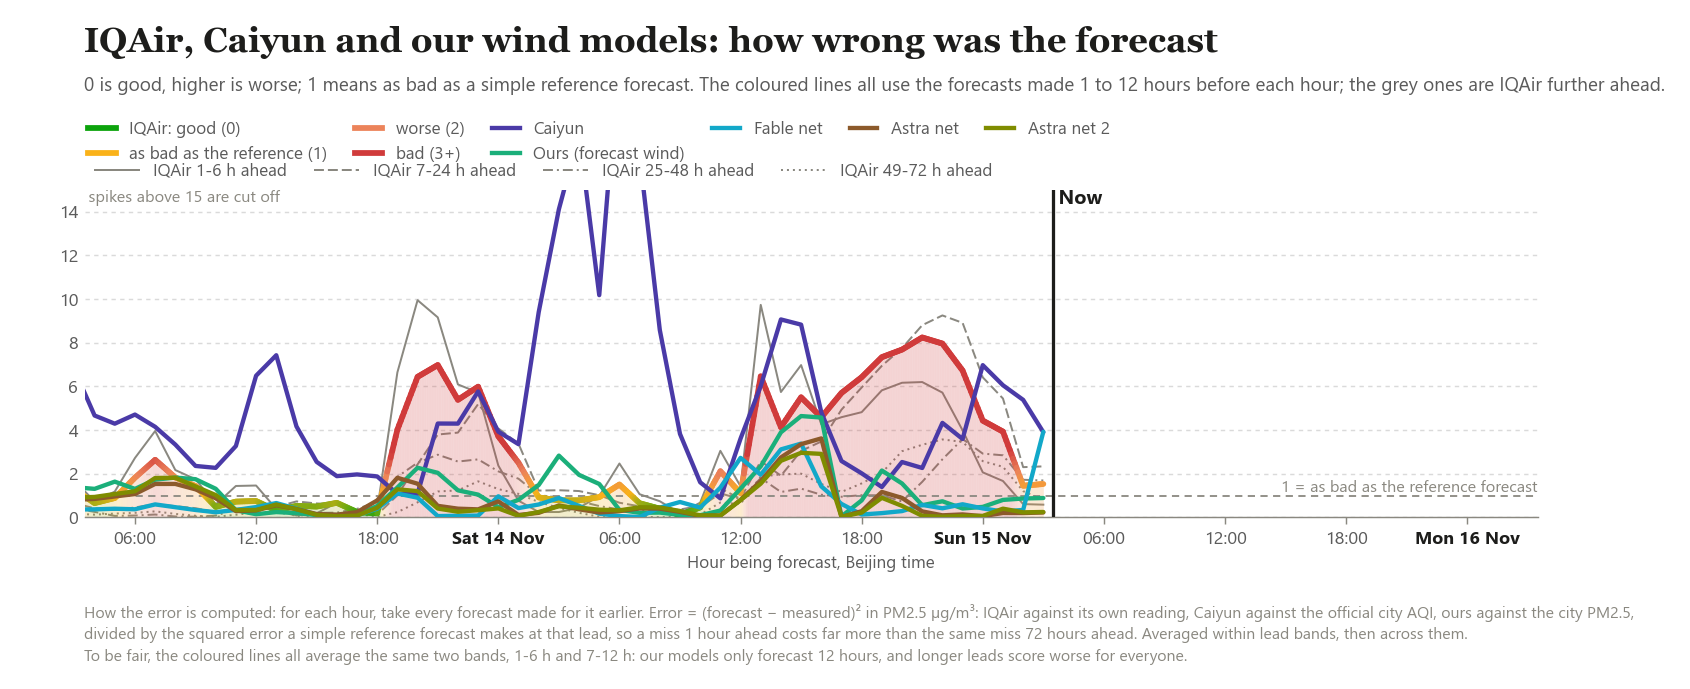 IQAir, Caiyun and our wind models: how wrong was the forecast
0 is good, higher is worse; 1 means as bad as a simple reference forecast. The coloured lines all use the forecasts made 1 to 12 hours before each hour; the grey ones are IQAir further ahead.
IQAir: good (0) worse (2) Caiyun Fable net Astra net Astra net 2
as bad as the reference (1) bad (3+) Ours (forecast wind)
IQAir 1-6 h ahead IQAir 7-24 h ahead IQAir 25-48 h ahead IQAir 49-72 h ahead
spikes above 15 are cut off
Now
14
12
10
8
6
4
2
1 = as bad as the reference forecast
0
06:00 12:00 18:00 Sat 14 Nov 06:00 12:00 18:00 Sun 15 Nov 06:00 12:00 18:00 Mon 16 Nov
Hour being forecast, Beijing time
How the error is computed: for each hour, take every forecast made for it earlier. Error = (forecast − measured)² in PM2.5 µg/m³: IQAir against its own reading, Caiyun against the official city AQI, ours against the city PM2.5,
divided by the squared error a simple reference forecast makes at that lead, so a miss 1 hour ahead costs far more than the same miss 72 hours ahead. Averaged within lead bands, then across them.
To be fair, the coloured lines all average the same two bands, 1-6 h and 7-12 h: our models only forecast 12 hours, and longer leads score worse for everyone.